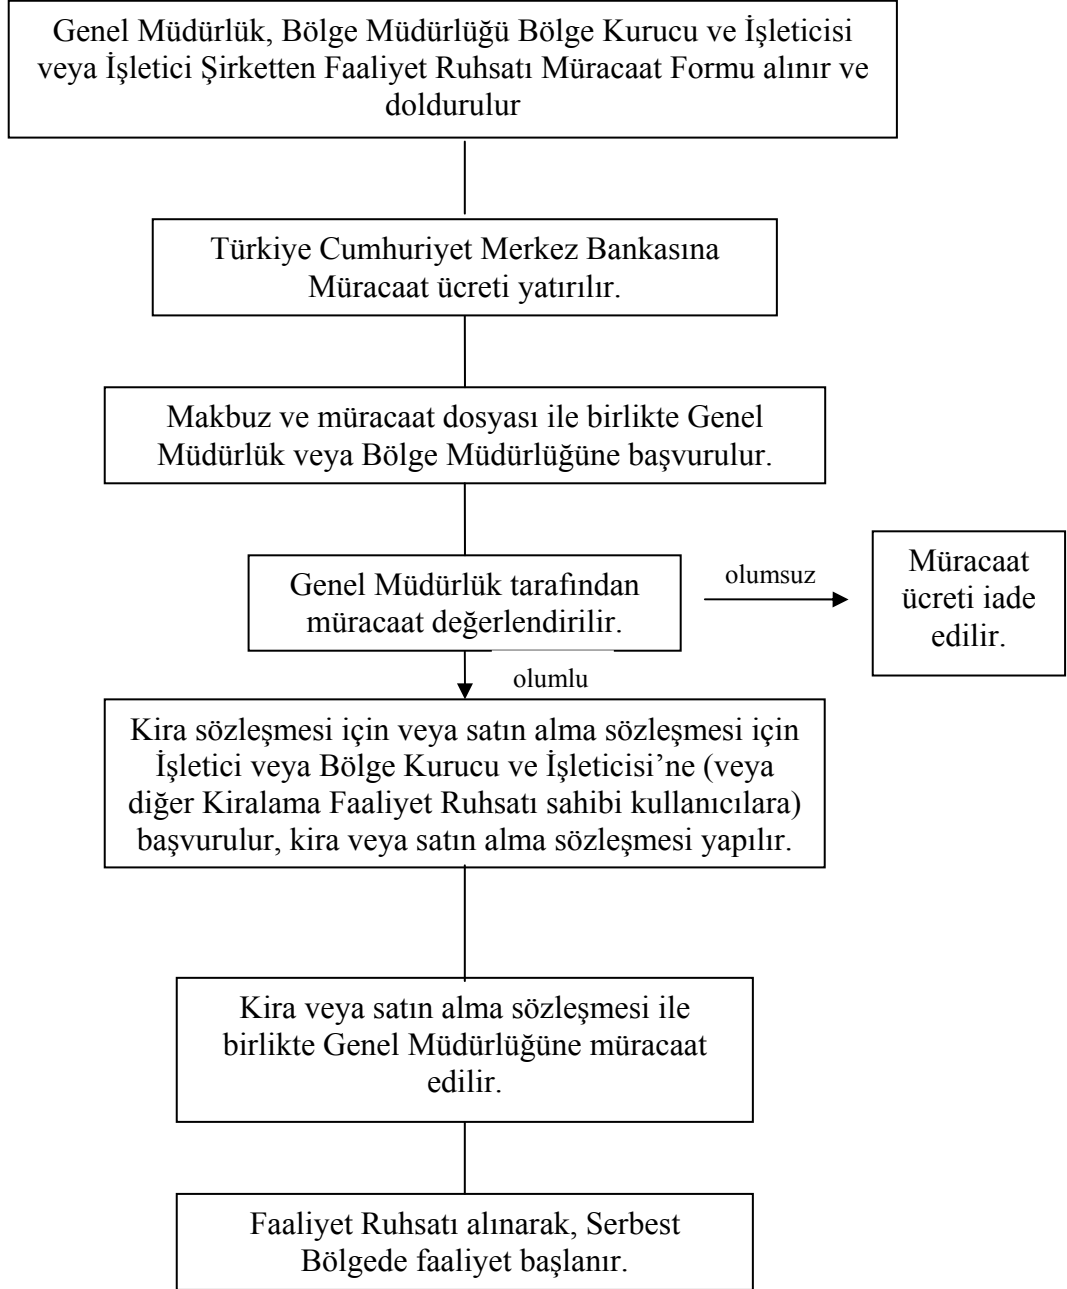 Genel Müdürlük, Bölge Müdürlüğü Bölge Kurucu ve İşleticisi
veya İşletici Şirketten Faaliyet Ruhsatı Müracaat Formu alınır ve
doldurulur
Türkiye Cumhuriyet Merkez Bankasına
Müracaat ücreti yatırılır.
Makbuz ve müracaat dosyası ile birlikte Genel
Müdürlük veya Bölge Müdürlüğüne başvurulur.
Genel Müdürlük tarafından
müracaat değerlendirilir.
olumsuz
Müracaat
ücreti iade
edilir.
olumlu
Kira sözleşmesi için veya satın alma sözleşmesi için
İşletici veya Bölge Kurucu ve İşleticisi’ne (veya
diğer Kiralama Faaliyet Ruhsatı sahibi kullanıcılara)
başvurulur, kira veya satın alma sözleşmesi yapılır.
Kira veya satın alma sözleşmesi ile
birlikte Genel Müdürlüğüne müracaat
edilir.
Faaliyet Ruhsatı alınarak, Serbest
Bölgede faaliyet başlanır.